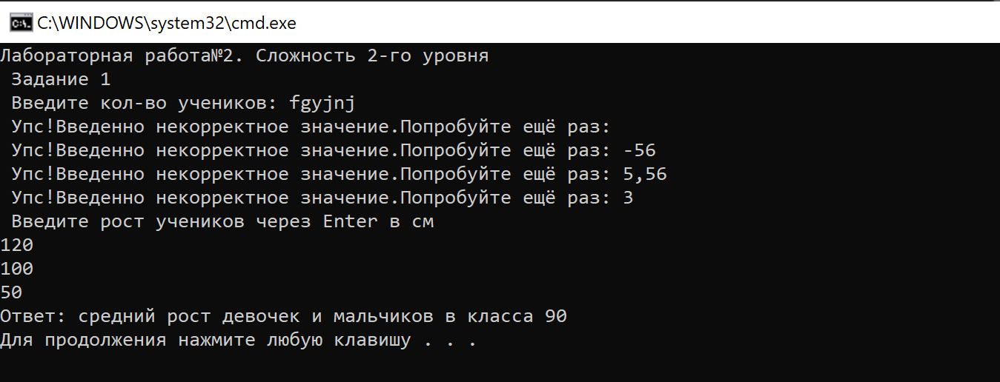 C:\WINDOWS\system32\cmd.exe
Лабораторная работа№2. Сложность 2-го уровня
Задание 1
Введите кол-во учеников: fgyjnj
Упс!Введенно некорректное значение.Попробуйте ещё раз:
Упс!Введенно некорректное значение.Попробуйте ещё раз: -56
Упс!Введенно некорректное значение.Попробуйте ещё раз: 5,56
Упс!Введенно некорректное значение.Попробуйте ещё раз: 3
Введите рост учеников через Enter в см
120
100
50
Ответ: средний рост девочек и мальчиков в класса 90
Для продолжения нажмите любую клавишу . . .